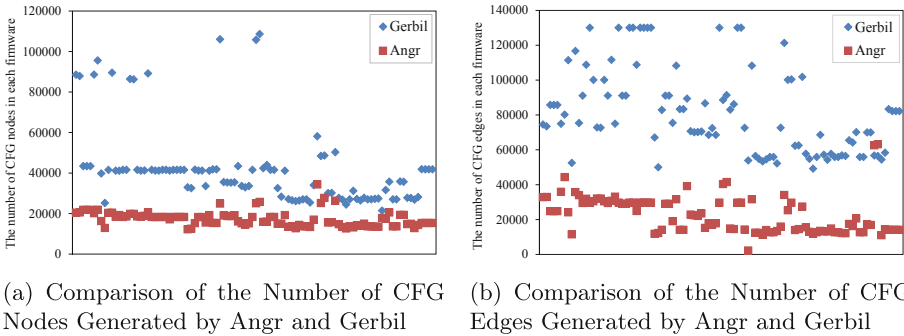 The number of CFG nodes in each firmware
120000
100000
80000
60000
40000
20000
0
Gerbil
Angr
The number of CFG edges in each firmware
140000
120000
100000
80000
60000
40000
20000
0
Gerbil
Angr
(a) Comparison of the Number of CFG
Nodes Generated by Angr and Gerbil
(b) Comparison of the Number of CFG
Edges Generated by Angr and Gerbil